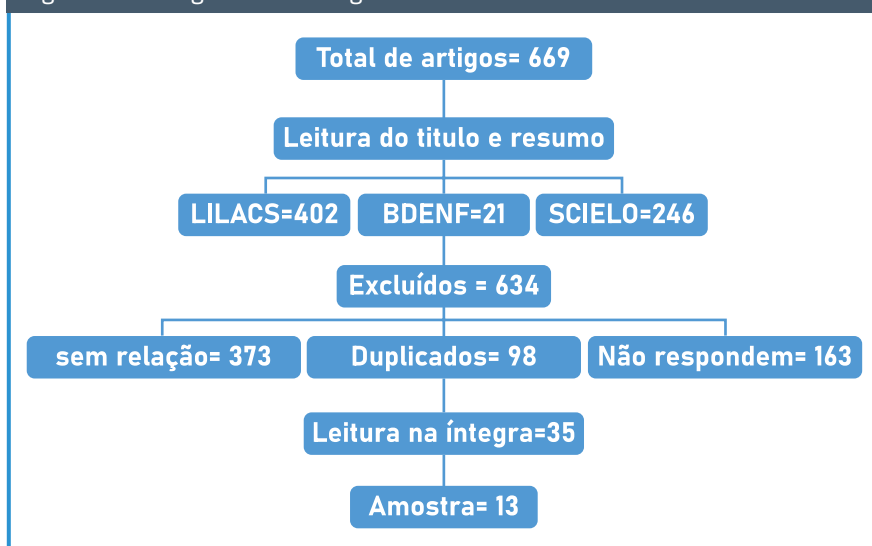 Total de artigos= 669
Leitura do titulo e resumo
LILACS=402 BDENF=21 SCIELO=246
Excluídos = 634
sem relação= 373 Duplicados= 98 Não respondem= 163
Leitura na íntegra=35
Amostra= 13